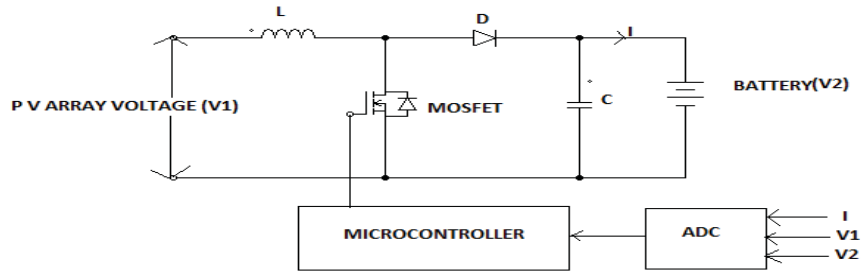 L
D
I
P V ARRAY VOLTAGE (V1)
MOSFET
C
BATTERY(V2)
MICROCONTROLLER
ADC
I
V1
V2